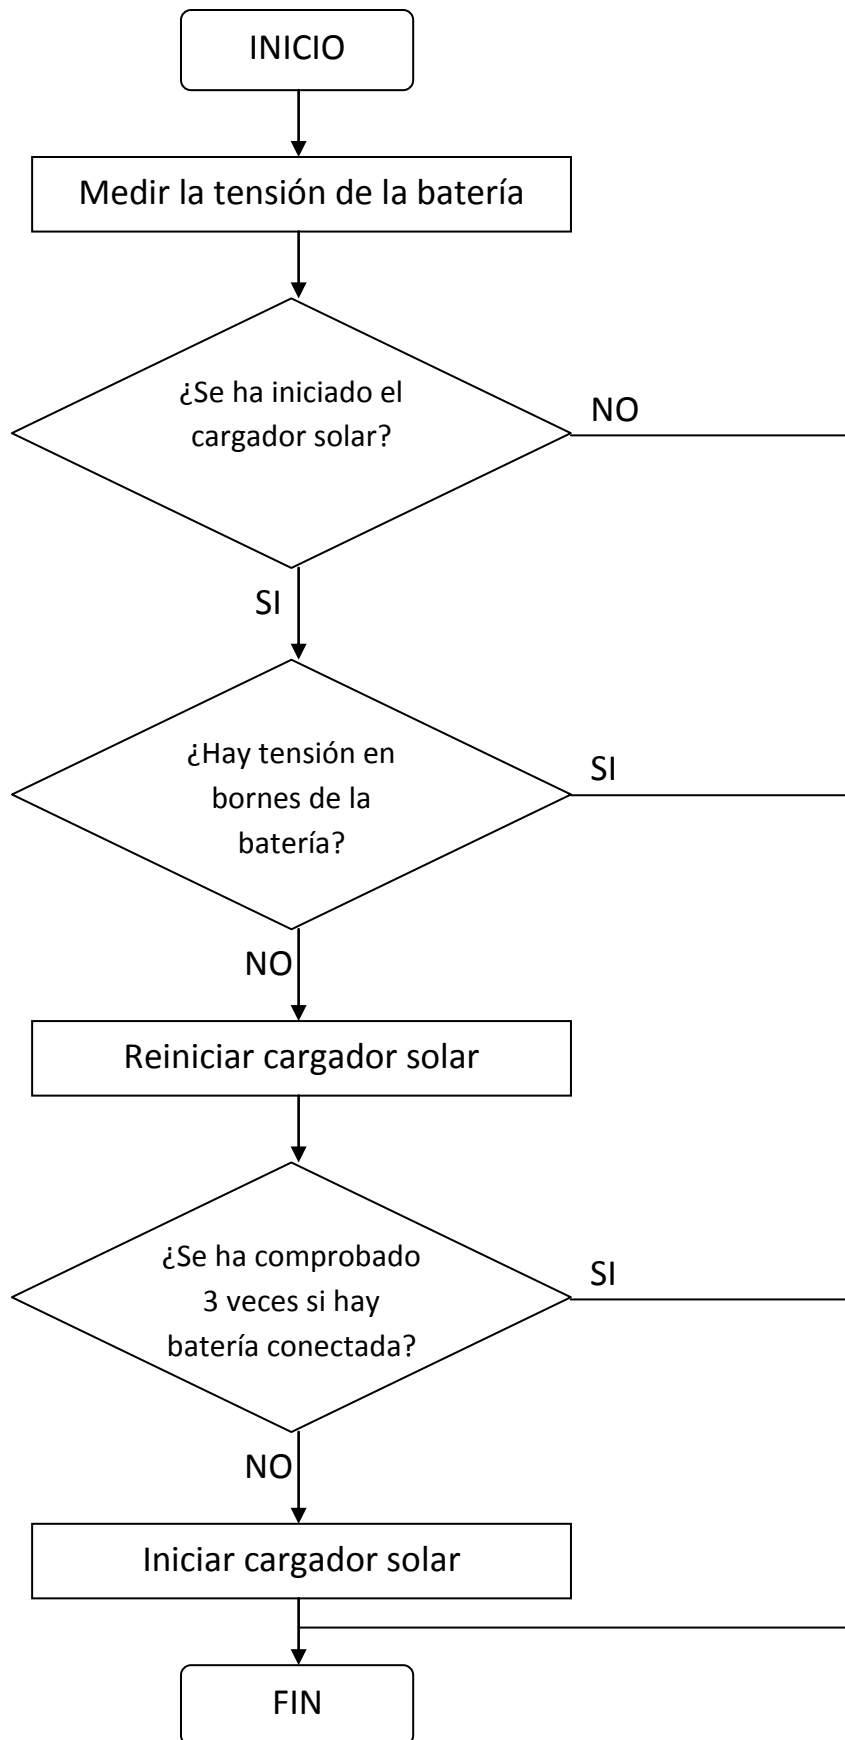 INICIO
Medir la tensión de la batería
¿Se ha iniciado el
cargador solar?
NO
SI
¿Hay tensión en
bornes de la
batería?
SI
NO
Reiniciar cargador solar
¿Se ha comprobado
3 veces si hay
batería conectada?
SI
NO
Iniciar cargador solar
FIN